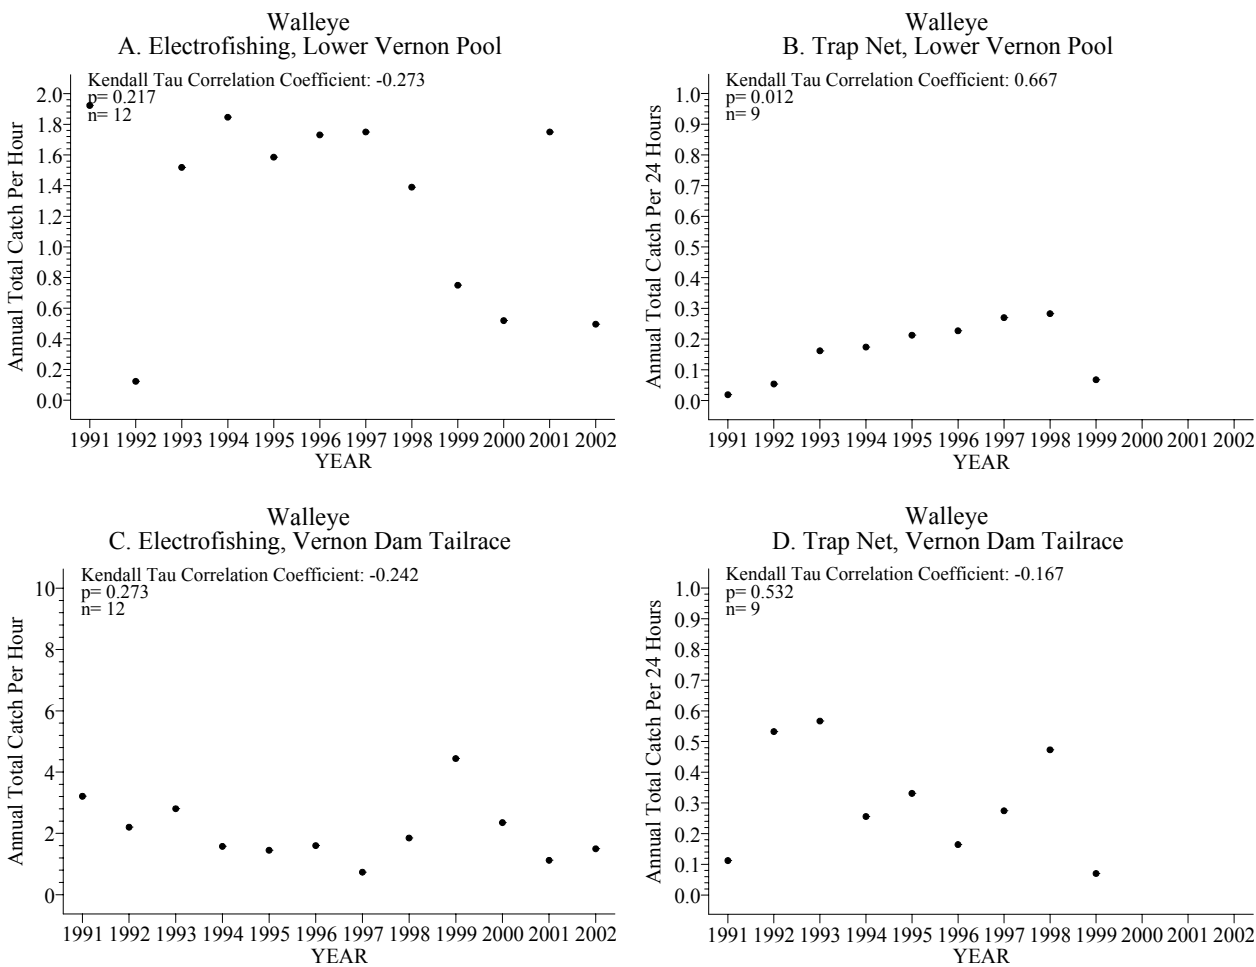 Walleye
A. Electrofishing, Lower Vernon Pool
Kendall Tau Correlation Coefficient: -0.273
p= 0.217
n= 12
Annual Total Catch Per Hour
2.0
1.8
1.6
1.4
1.2
1.0
0.8
0.6
0.4
0.2
0.0
1991 1992 1993 1994 1995 1996 1997 1998 1999 2000 2001 2002
YEAR
Walleye
B. Trap Net, Lower Vernon Pool
Kendall Tau Correlation Coefficient: 0.667
p= 0.012
n= 9
Annual Total Catch Per 24 Hours
1.0
0.9
0.8
0.7
0.6
0.5
0.4
0.3
0.2
0.1
0.0
1991 1992 1993 1994 1995 1996 1997 1998 1999 2000 2001 2002
YEAR
Walleye
C. Electrofishing, Vernon Dam Tailrace
Kendall Tau Correlation Coefficient: -0.242
p= 0.273
n= 12
Annual Total Catch Per Hour
10
8
6
4
2
0
1991 1992 1993 1994 1995 1996 1997 1998 1999 2000 2001 2002
YEAR
Walleye
D. Trap Net, Vernon Dam Tailrace
Kendall Tau Correlation Coefficient: -0.167
p= 0.532
n= 9
Annual Total Catch Per 24 Hours
1.0
0.9
0.8
0.7
0.6
0.5
0.4
0.3
0.2
0.1
0.0
1991 1992 1993 1994 1995 1996 1997 1998 1999 2000 2001 2002
YEAR